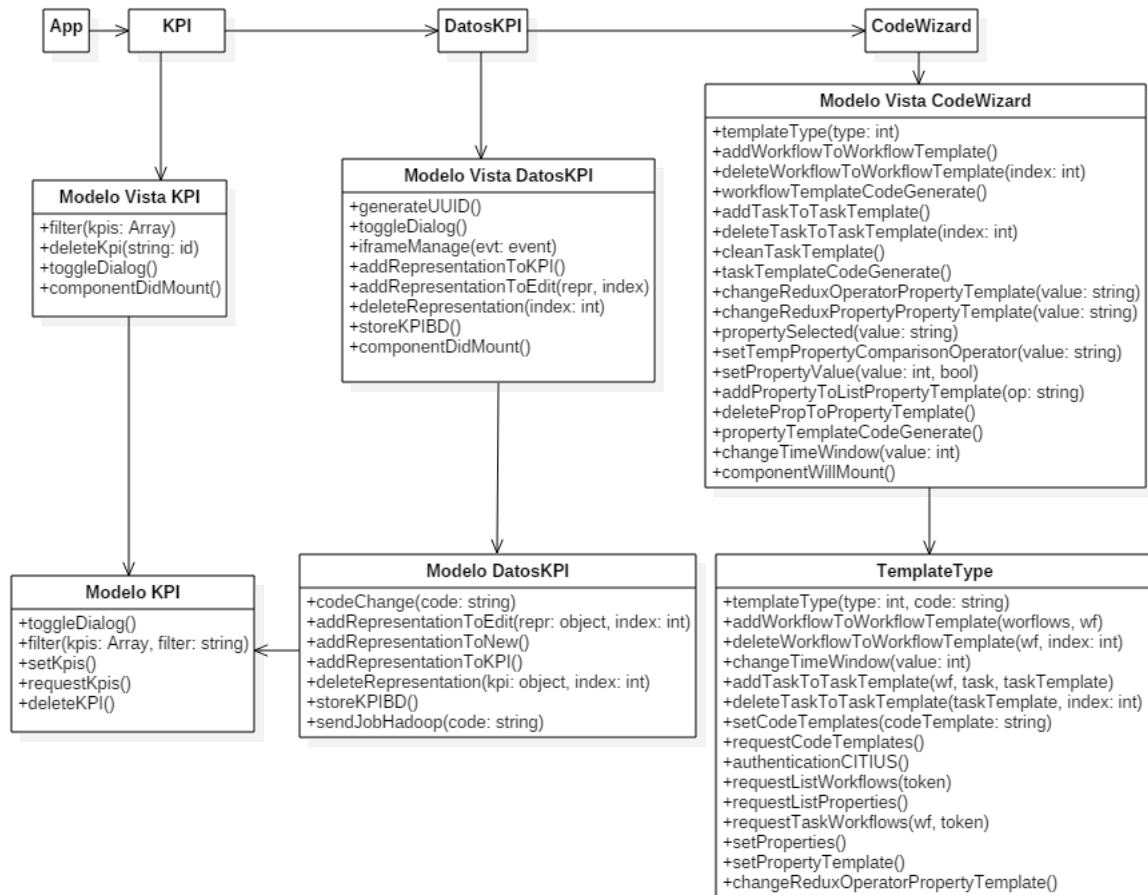 App
KPI
DatosKPI
CodeWizard
Modelo Vista KPI
+filter(kpis: Array)
+deleteKpi(string: id)
+toggleDialog()
+componentDidMount()
Modelo Vista DatosKPI
+generateUUID()
+toggleDialog()
+iframeManage(evt: event)
+addRepresentationToKPI()
+addRepresentationToEdit(repr, index)
+deleteRepresentation(index: int)
+storeKPIBD()
+componentDidMount()
Modelo Vista CodeWizard
+templateType(type: int)
+addWorkflowToWorkflowTemplate()
+deleteWorkflowToWorkflowTemplate(index: int)
+workflowTemplateCodeGenerate()
+addTaskToTaskTemplate()
+deleteTaskToTaskTemplate(index: int)
+cleanTaskTemplate()
+taskTemplateCodeGenerate()
+changeReduxOperatorPropertyTemplate(value: string)
+changeReduxPropertyPropertyTemplate(value: string)
+propertySelected(value: string)
+setTempPropertyComparisonOperator(value: string)
+setPropertyValue(value: int, bool)
+addPropertyToListPropertyTemplate(op: string)
+deletePropToPropertyTemplate()
+propertyTemplateCodeGenerate()
+changeTimeWindow(value: int)
+componentWillMount()
Modelo KPI
+toggleDialog()
+filter(kpis: Array, filter: string)
+setKpis()
+requestKpis()
+deleteKPI()
Modelo DatosKPI
+codeChange(code: string)
+addRepresentationToEdit(repr: object, index: int)
+addRepresentationToNew()
+addRepresentationToKPI()
+deleteRepresentation(kpi: object, index: int)
+storeKPIBD()
+sendJobHadoop(code: string)
TemplateType
+templateType(type: int, code: string)
+addWorkflowToWorkflowTemplate(worflows, wf)
+deleteWorkflowToWorkflowTemplate(wf, index: int)
+changeTimeWindow(value: int)
+addTaskToTaskTemplate(wf, task, taskTemplate)
+deleteTaskToTaskTemplate(taskTemplate, index: int)
+setCodeTemplates(codeTemplate: string)
+requestCodeTemplates()
+authenticationCITIUS()
+requestListWorkflows(token)
+requestListProperties()
+requestTaskWorkflows(wf, token)
+setProperties()
+setPropertyTemplate()
+changeReduxOperatorPropertyTemplate()